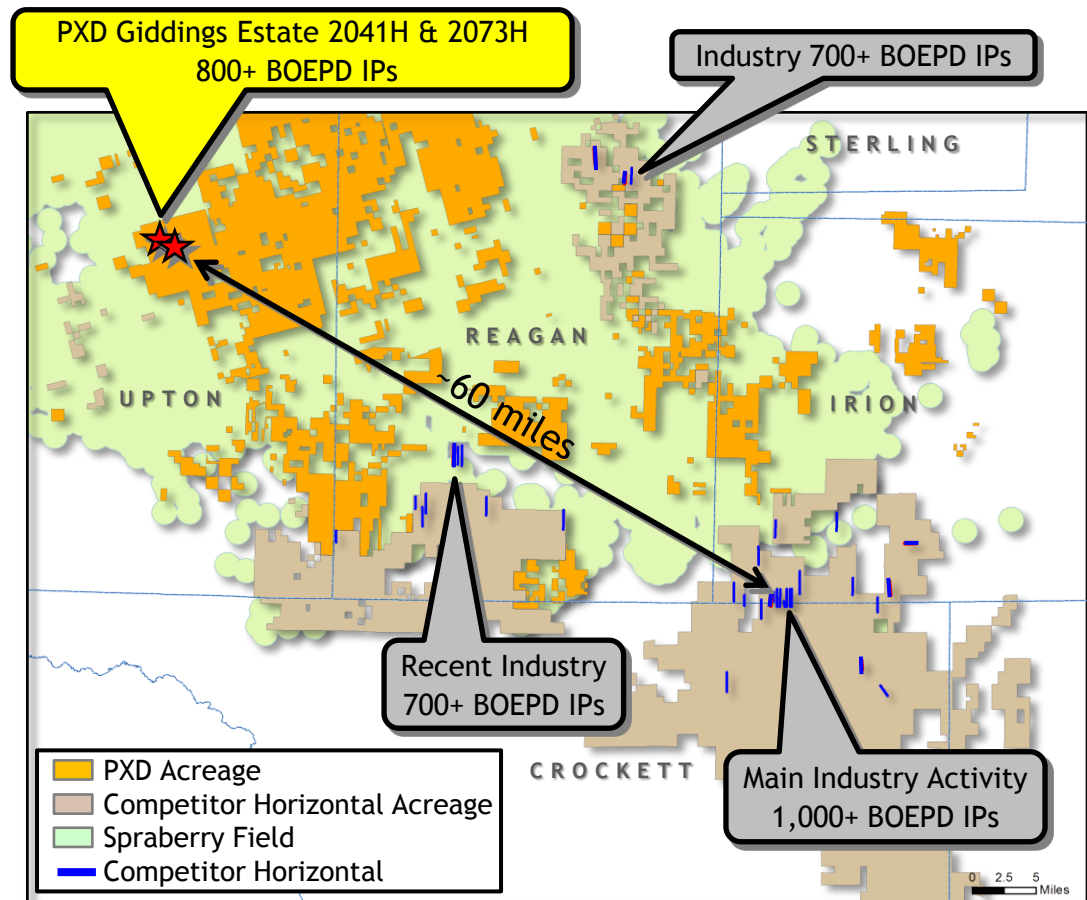 PXD Giddings Estate 2041H & 2073H
800+ BOEPD IPs
Industry 700+ BOEPD IPs
STERLING
REAGAN
UPTON
IRION
~60 miles
Recent Industry
700+ BOEPD IPs
CROCKETT
Main Industry Activity
1,000+ BOEPD IPs
PXD Acreage
Competitor Horizontal Acreage
Spraberry Field
Competitor Horizontal
0 2.5 5
Miles